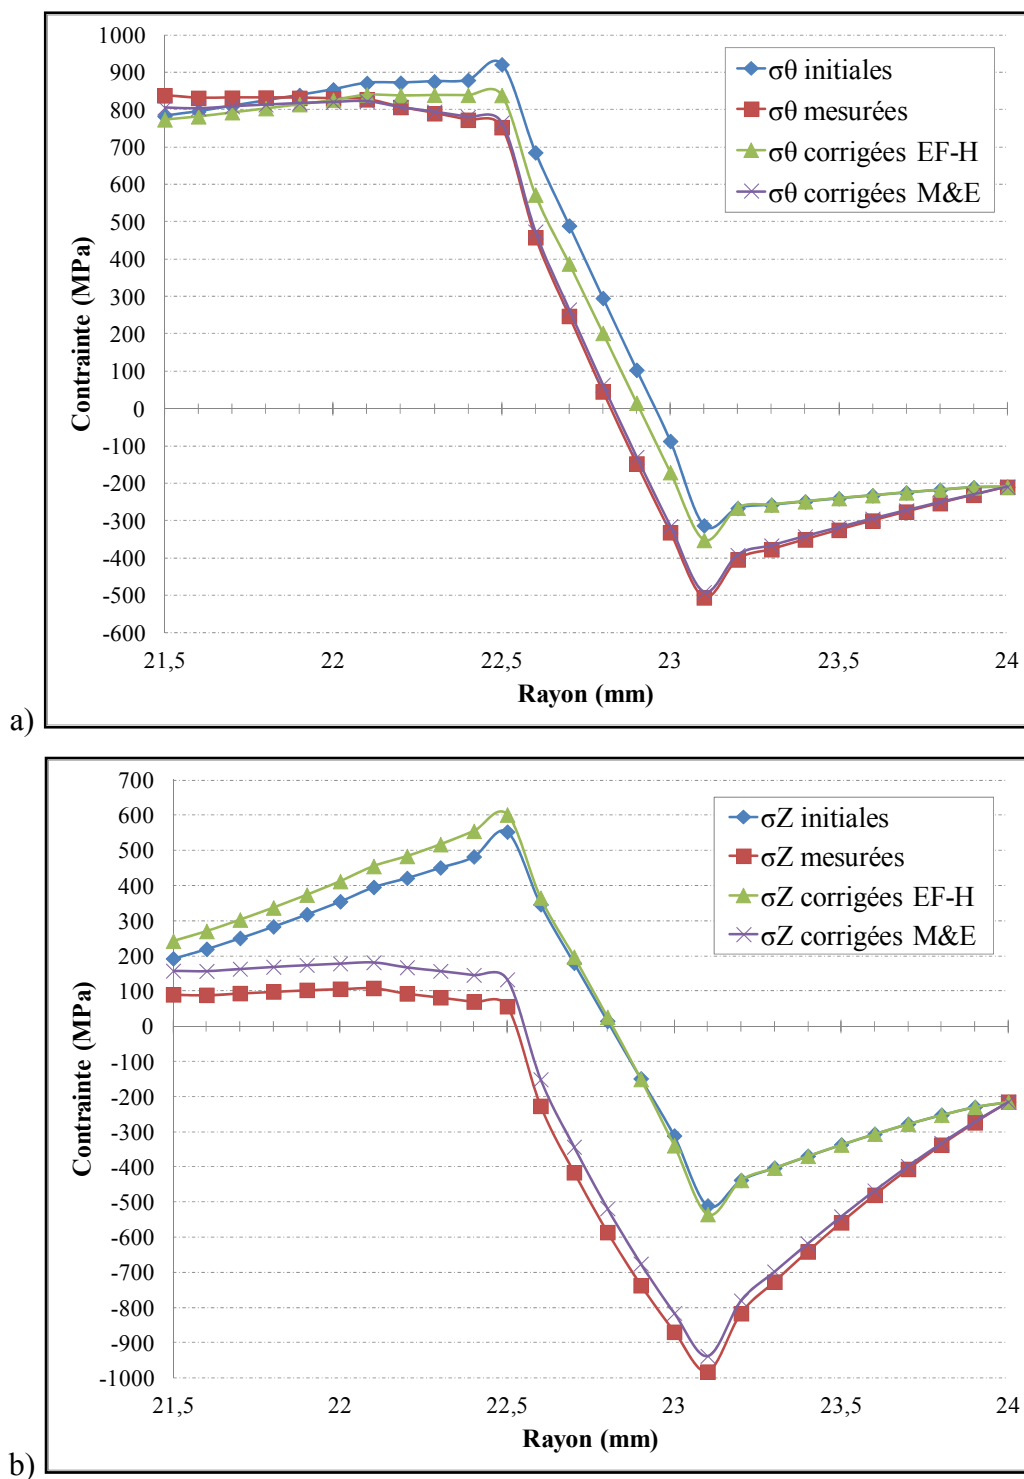 1000
900
800
700
600
500
400
300
200
100
0
-100
-200
-300
-400
-500
-600
Contrainte (MPa)
σθ initiales
σθ mesurées
σθ corrigées EF-H
σθ corrigées M&E
21,5 22 22,5 23 23,5 24
Rayon (mm)
a)
700
600
500
400
300
200
100
0
-100
-200
-300
-400
-500
-600
-700
-800
-900
-1000
Contrainte (MPa)
σZ initiales
σZ mesurées
σZ corrigées EF-H
σZ corrigées M&E
21,5 22 22,5 23 23,5 24
Rayon (mm)
b)